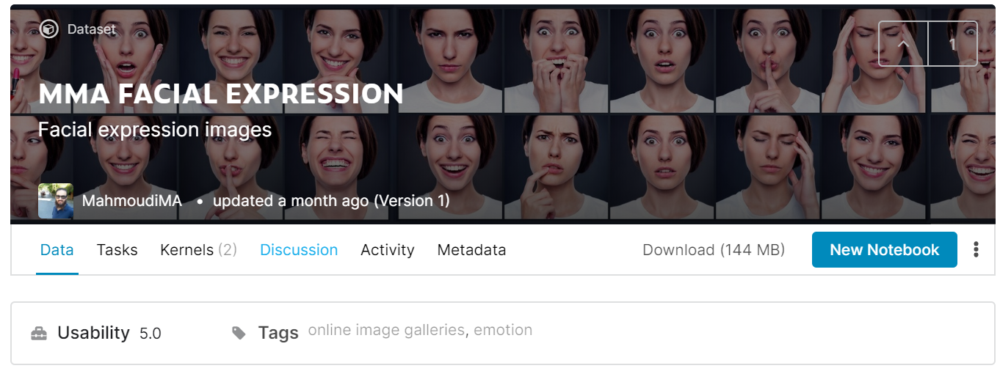 Dataset
1
MMA FACIAL EXPRESSION
Facial expression images
MahmoudiMA • updated a month ago (Version 1)
Data Tasks Kernels (2) Discussion Activity Metadata Download (144 MB) New Notebook
Usability 5.0 Tags online image galleries, emotion